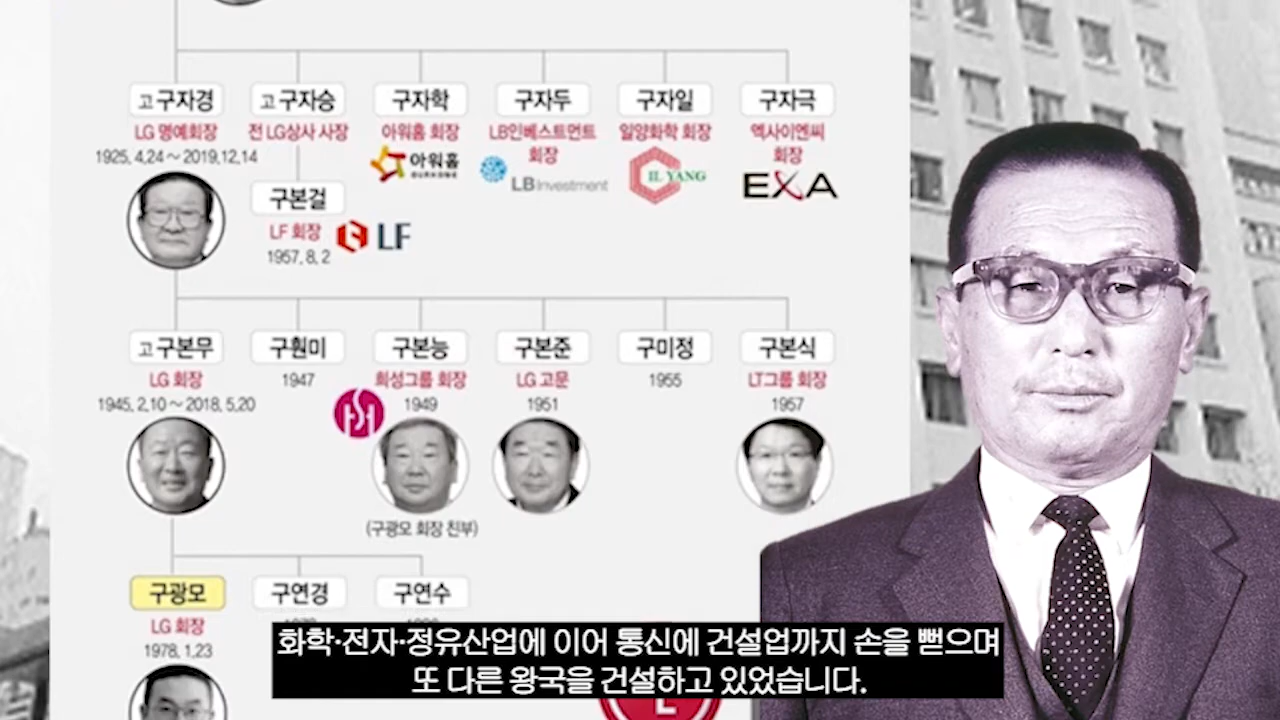 고 구자경
고 구자승
구자학
구자두
구자일
구자극
LG 명예회장
전 LG상사 사장
아워홈 회장
LB인베스트먼트
회장
일양화학 회장
엑사이엔씨
회장
1925. 4.24 ~ 2019.12.14
아워홈
OURHOME
LB Investment
IL YANG
EXA
구본걸
LF 회장
LF
1957. 8. 2
고 구본무
구훤미
구본능
구본준
구미정
구본식
LG 회장
1947
희성그룹 회장
LG 고문
1955
LT그룹 회장
1945. 2.10 ~ 2018. 5.20
1949
1951
1957
(구광모 회장 친부)
구광모
구연경
구연수
LG 회장
1978. 1.23
화학·전자·정유산업에 이어 통신에 건설업까지 손을 뻗으며
또 다른 왕국을 건설하고 있었습니다.